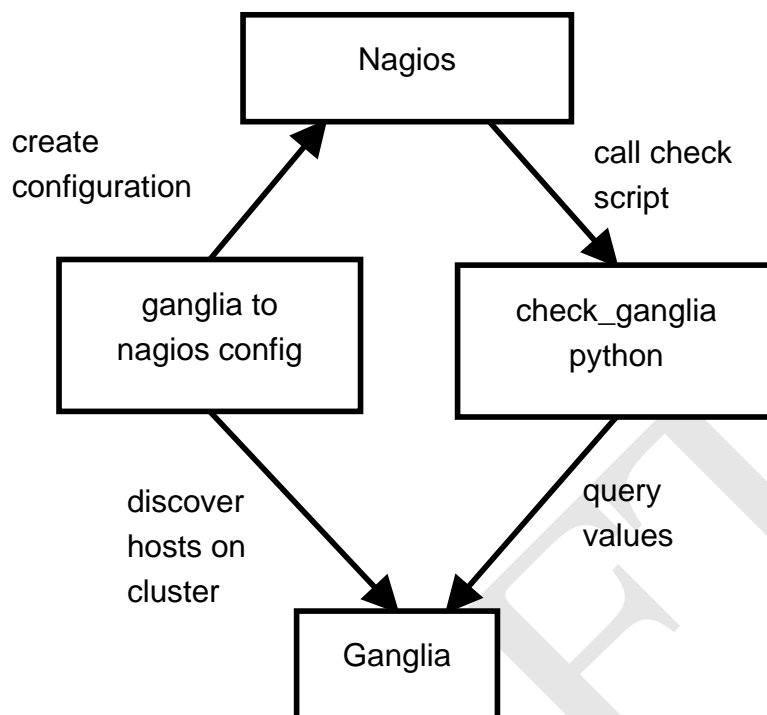 Nagios
create
configuration
call check
script
ganglia to
nagios config
check_ganglia
python
discover
hosts on
cluster
query
values
Ganglia